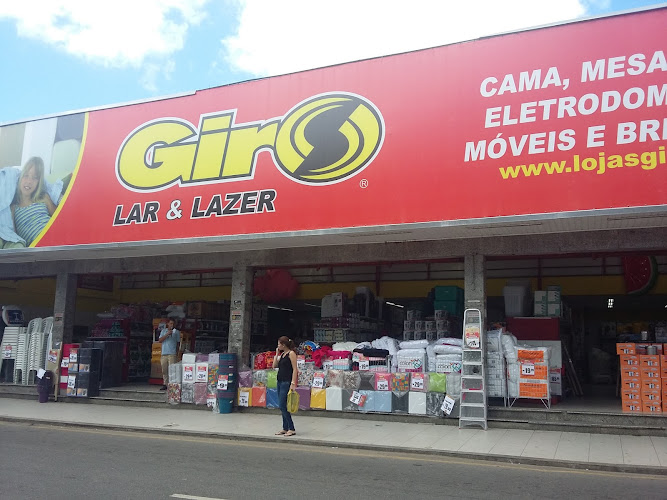 Giro
®
LAR & LAZER
CAMA, MESA
ELETRODOM
MÓVEIS E BRI
www.lojasgi